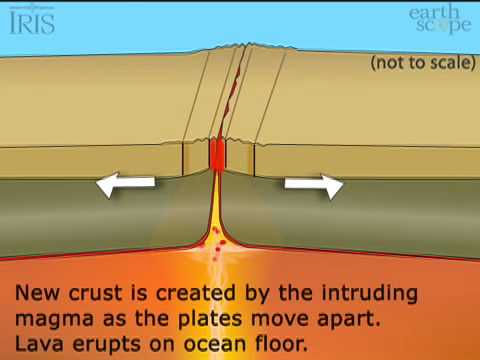 IRIS
earth
scope
(not to scale)
New crust is created by the intruding
magma as the plates move apart.
Lava erupts on ocean floor.